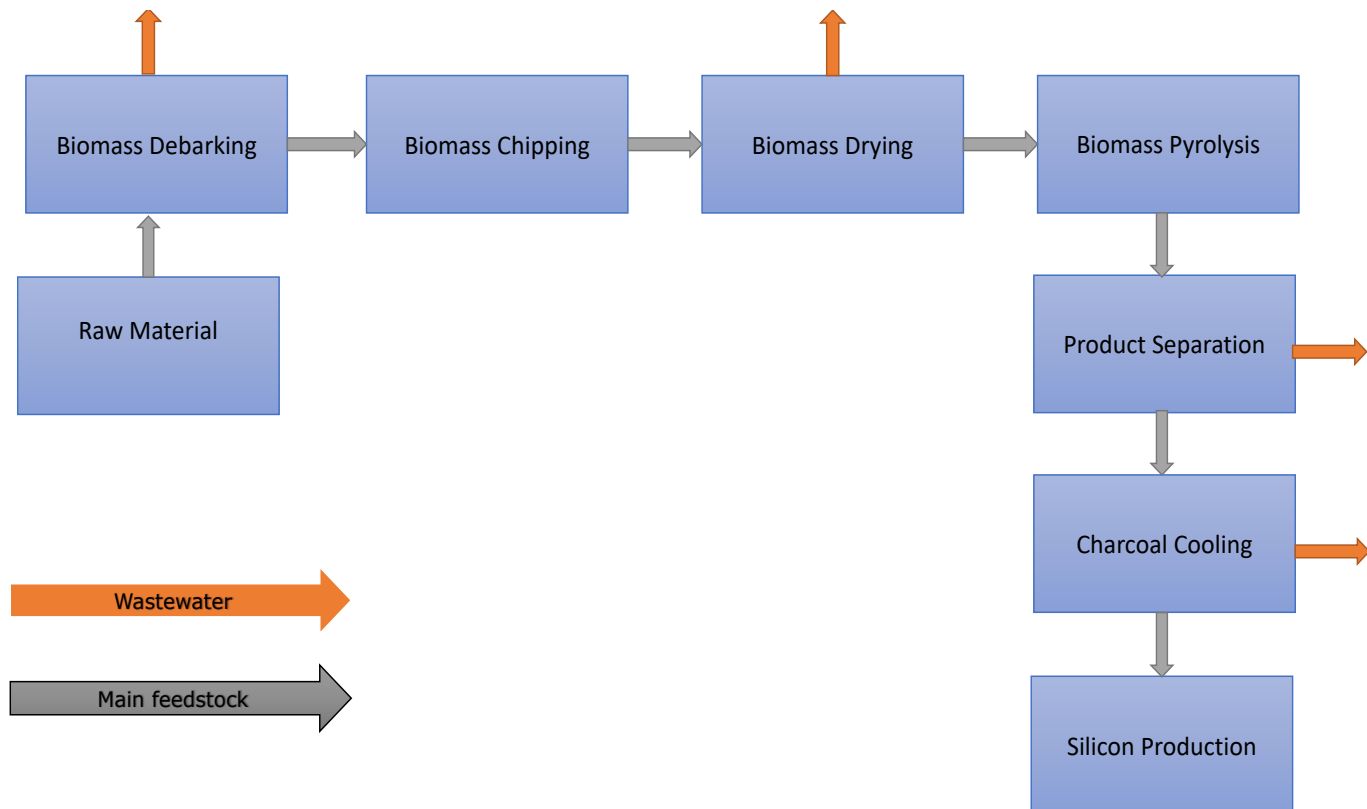 Biomass Debarking
Biomass Chipping
Biomass Drying
Biomass Pyrolysis
Raw Material
Product Separation
Charcoal Cooling
Wastewater
Main feedstock
Silicon Production